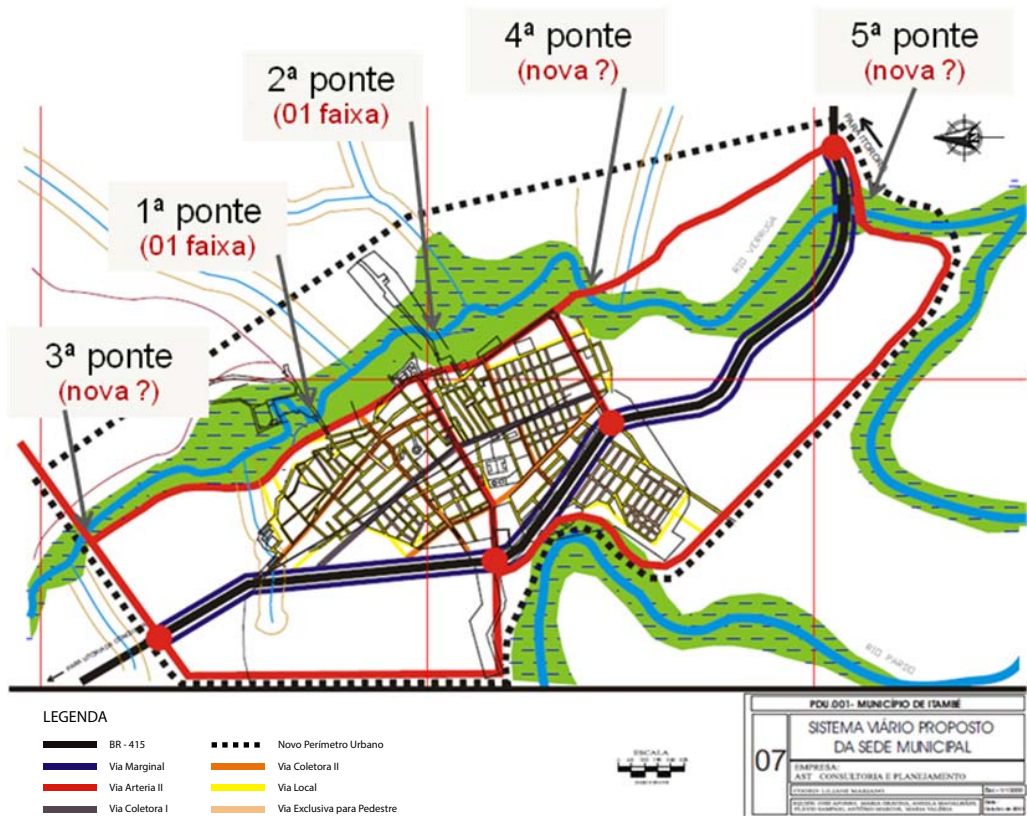 4ª ponte
(nova ?)
5ª ponte
(nova ?)
2ª ponte
(01 faixa)
1ª ponte
(01 faixa)
3ª ponte
(nova ?)
RIO VERRUGA
RIO PARDO
LEGENDA
BR - 415
Via Marginal
Via Arteria II
Via Coletora I
Novo Perímetro Urbano
Via Coletora II
Via Local
Via Exclusiva para Pedestre
ESCALA
PDU.001- MUNICÍPIO DE ITAMBÉ
07
SISTEMA VIÁRIO PROPOSTO
DA SEDE MUNICIPAL
EMPRESA:
AST CONSULTORIA E PLANEJAMENTO